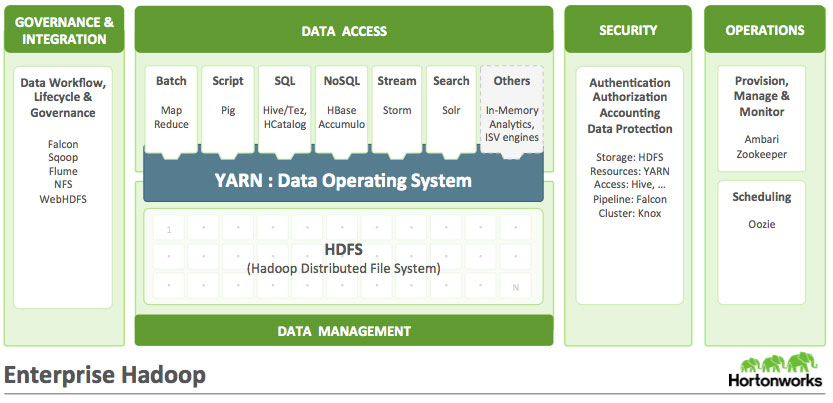 GOVERNANCE &
INTEGRATION
Data Workflow,
Lifecycle &
Governance
Falcon
Sqoop
Flume
NFS
WebHDFS
DATA ACCESS
Batch
Map
Reduce
Script
Pig
SQL
Hive/Tez,
HCatalog
NoSQL
HBase
Accumulo
Stream
Storm
Search
Solr
Others
In-Memory
Analytics,
ISV engines
YARN : Data Operating System
1
HDFS
(Hadoop Distributed File System)
N
DATA MANAGEMENT
SECURITY
Authentication
Authorization
Accounting
Data Protection
Storage: HDFS
Resources: YARN
Access: Hive, ...
Pipeline: Falcon
Cluster: Knox
OPERATIONS
Provision,
Manage &
Monitor
Ambari
Zookeeper
Scheduling
Oozie
Enterprise Hadoop
Hortonworks